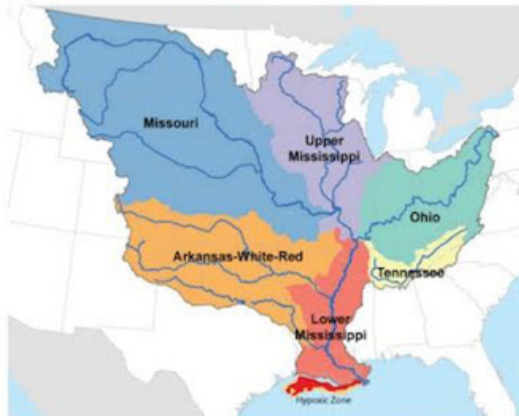 Missouri
Upper
Mississippi
Ohio
Arkansas-White-Red
Tennessee
Lower
Mississippi
Hypoxic Zone